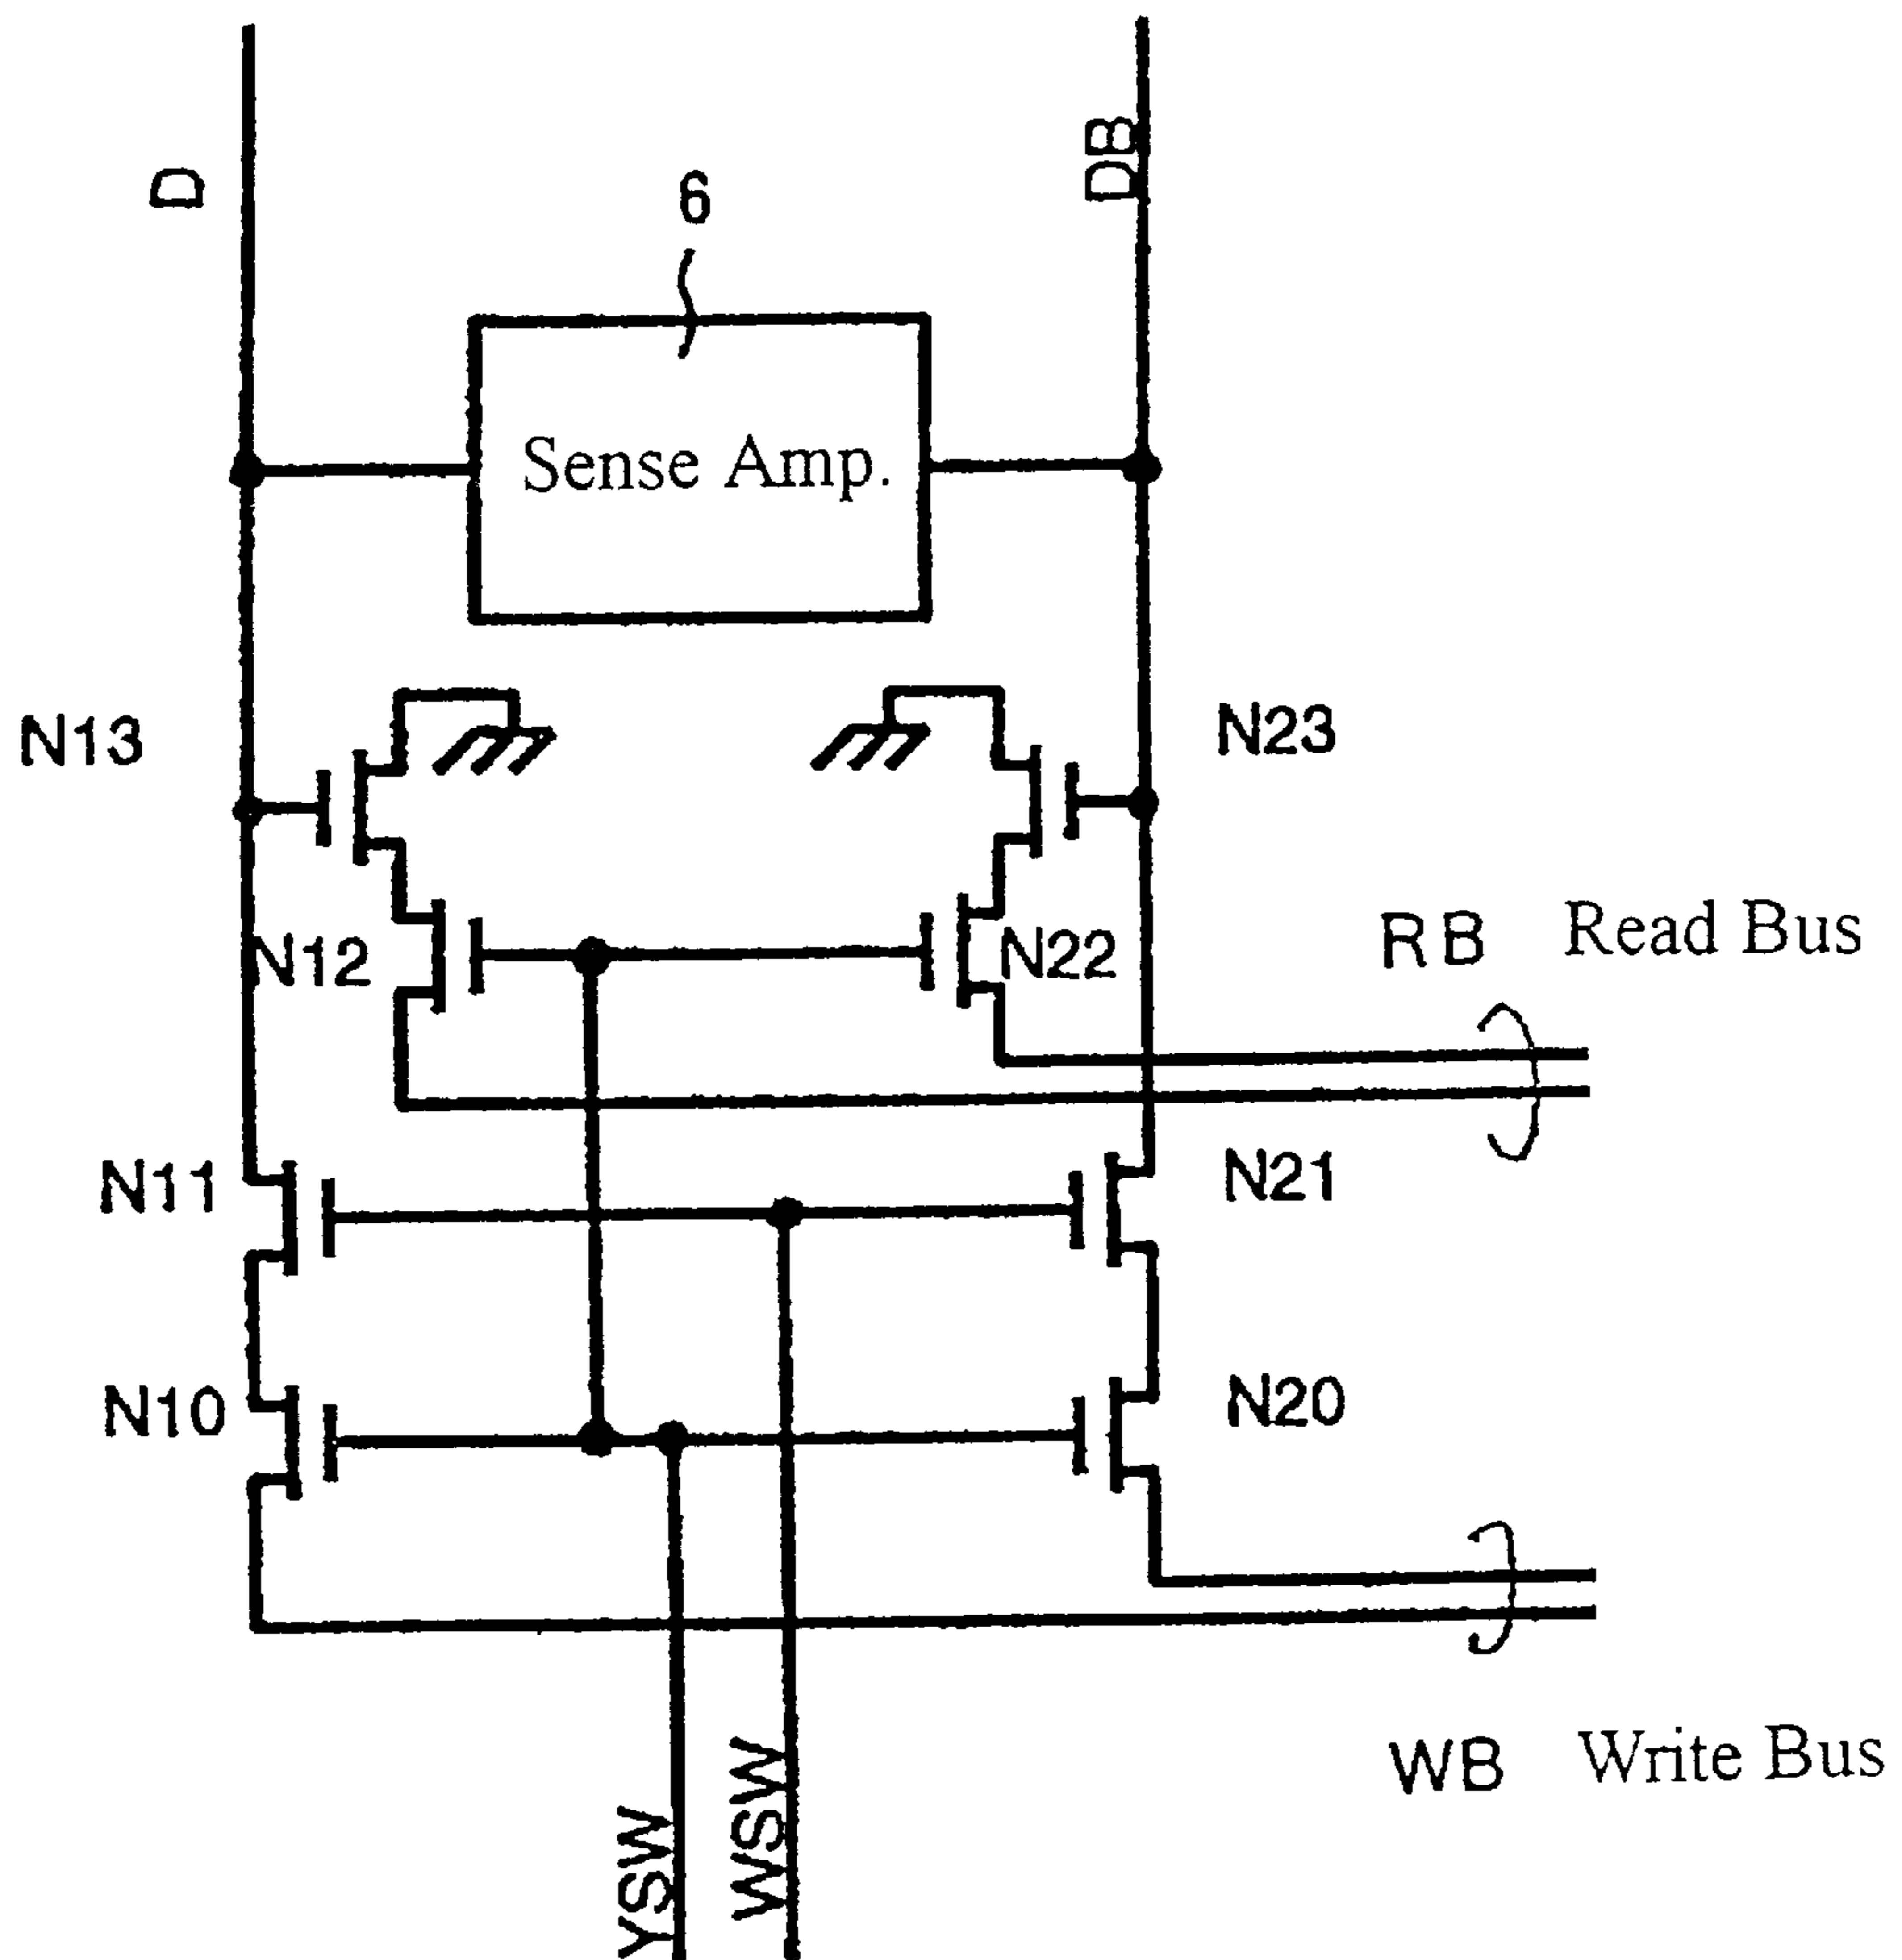 D
DB
6
Sense Amp.
N13
N23
N12
N22
RB Read Bus
N11
N21
N10
N20
WB Write Bus
YSW
WSW